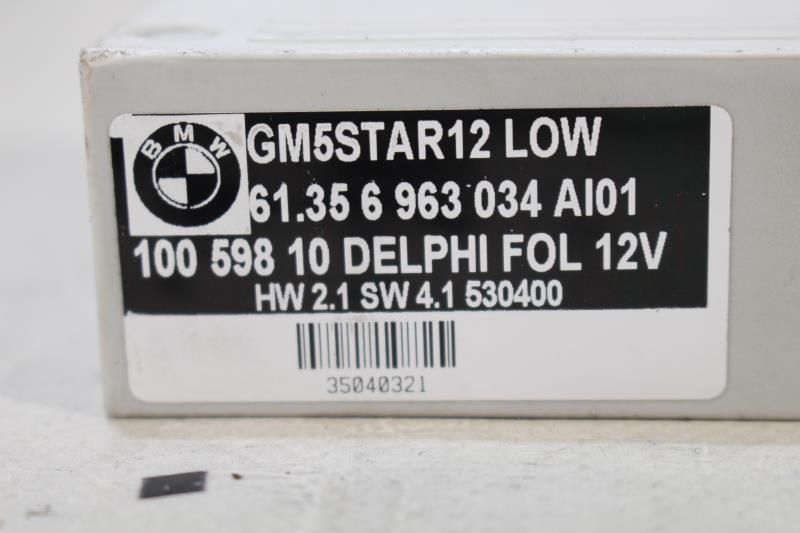 BMW
GM5STAR12 LOW
61.35 6 963 034 AI01
100 598 10 DELPHI FOL 12V
HW 2.1 SW 4.1 530400
35040321